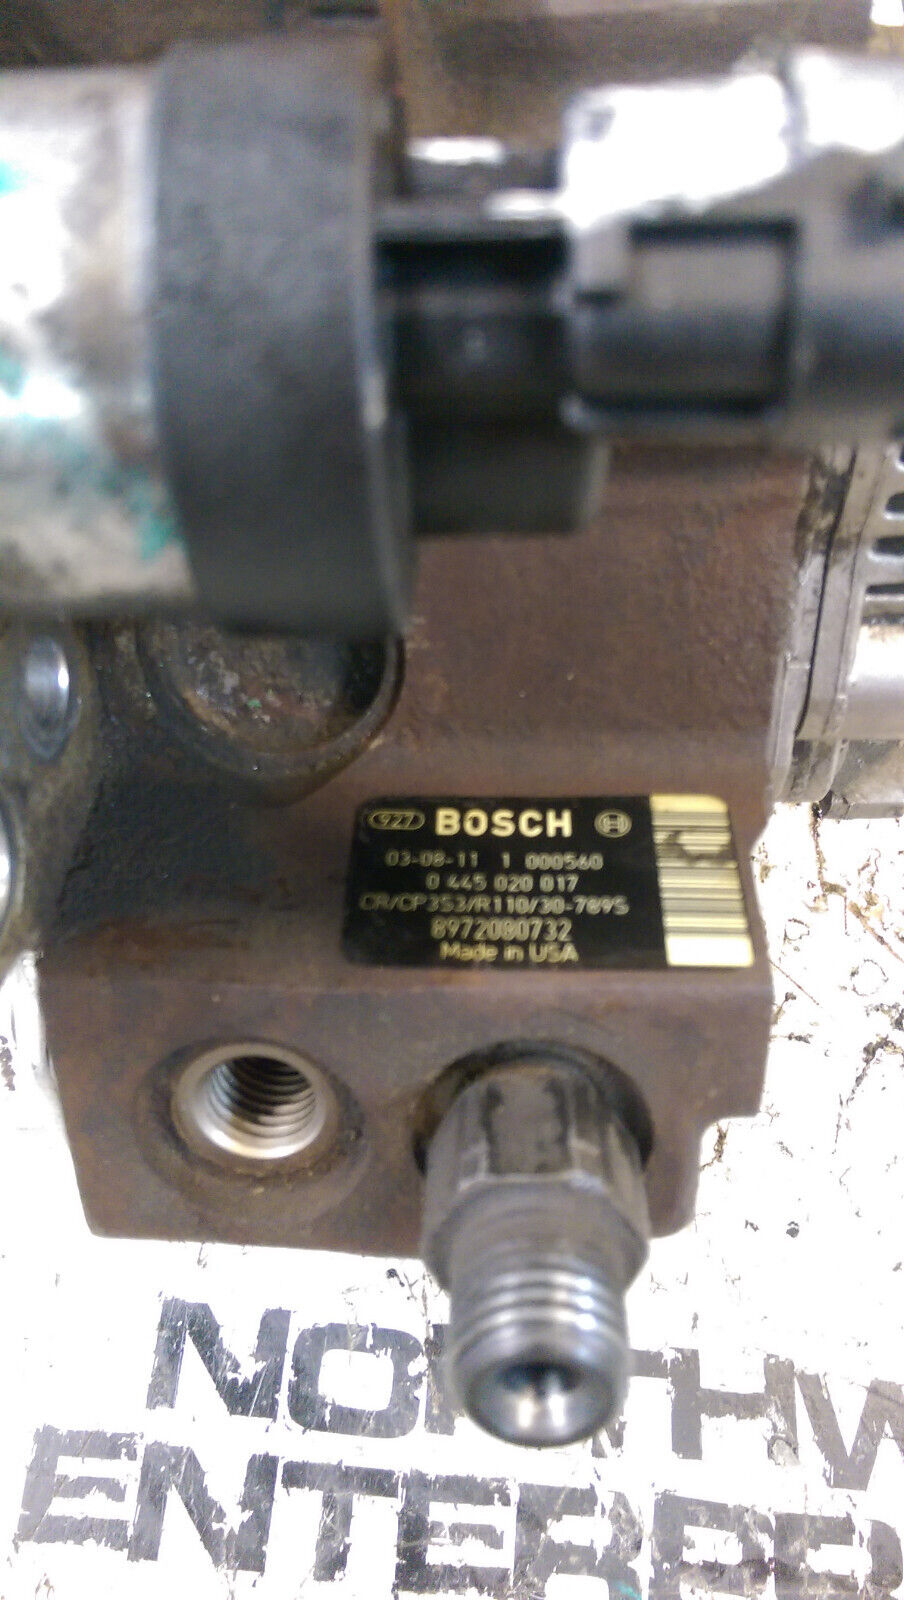 927 BOSCH
03-08-11 1 000560
0 445 020 017
CR/CP3S3/R110/30-789S
8972080732
Made in USA